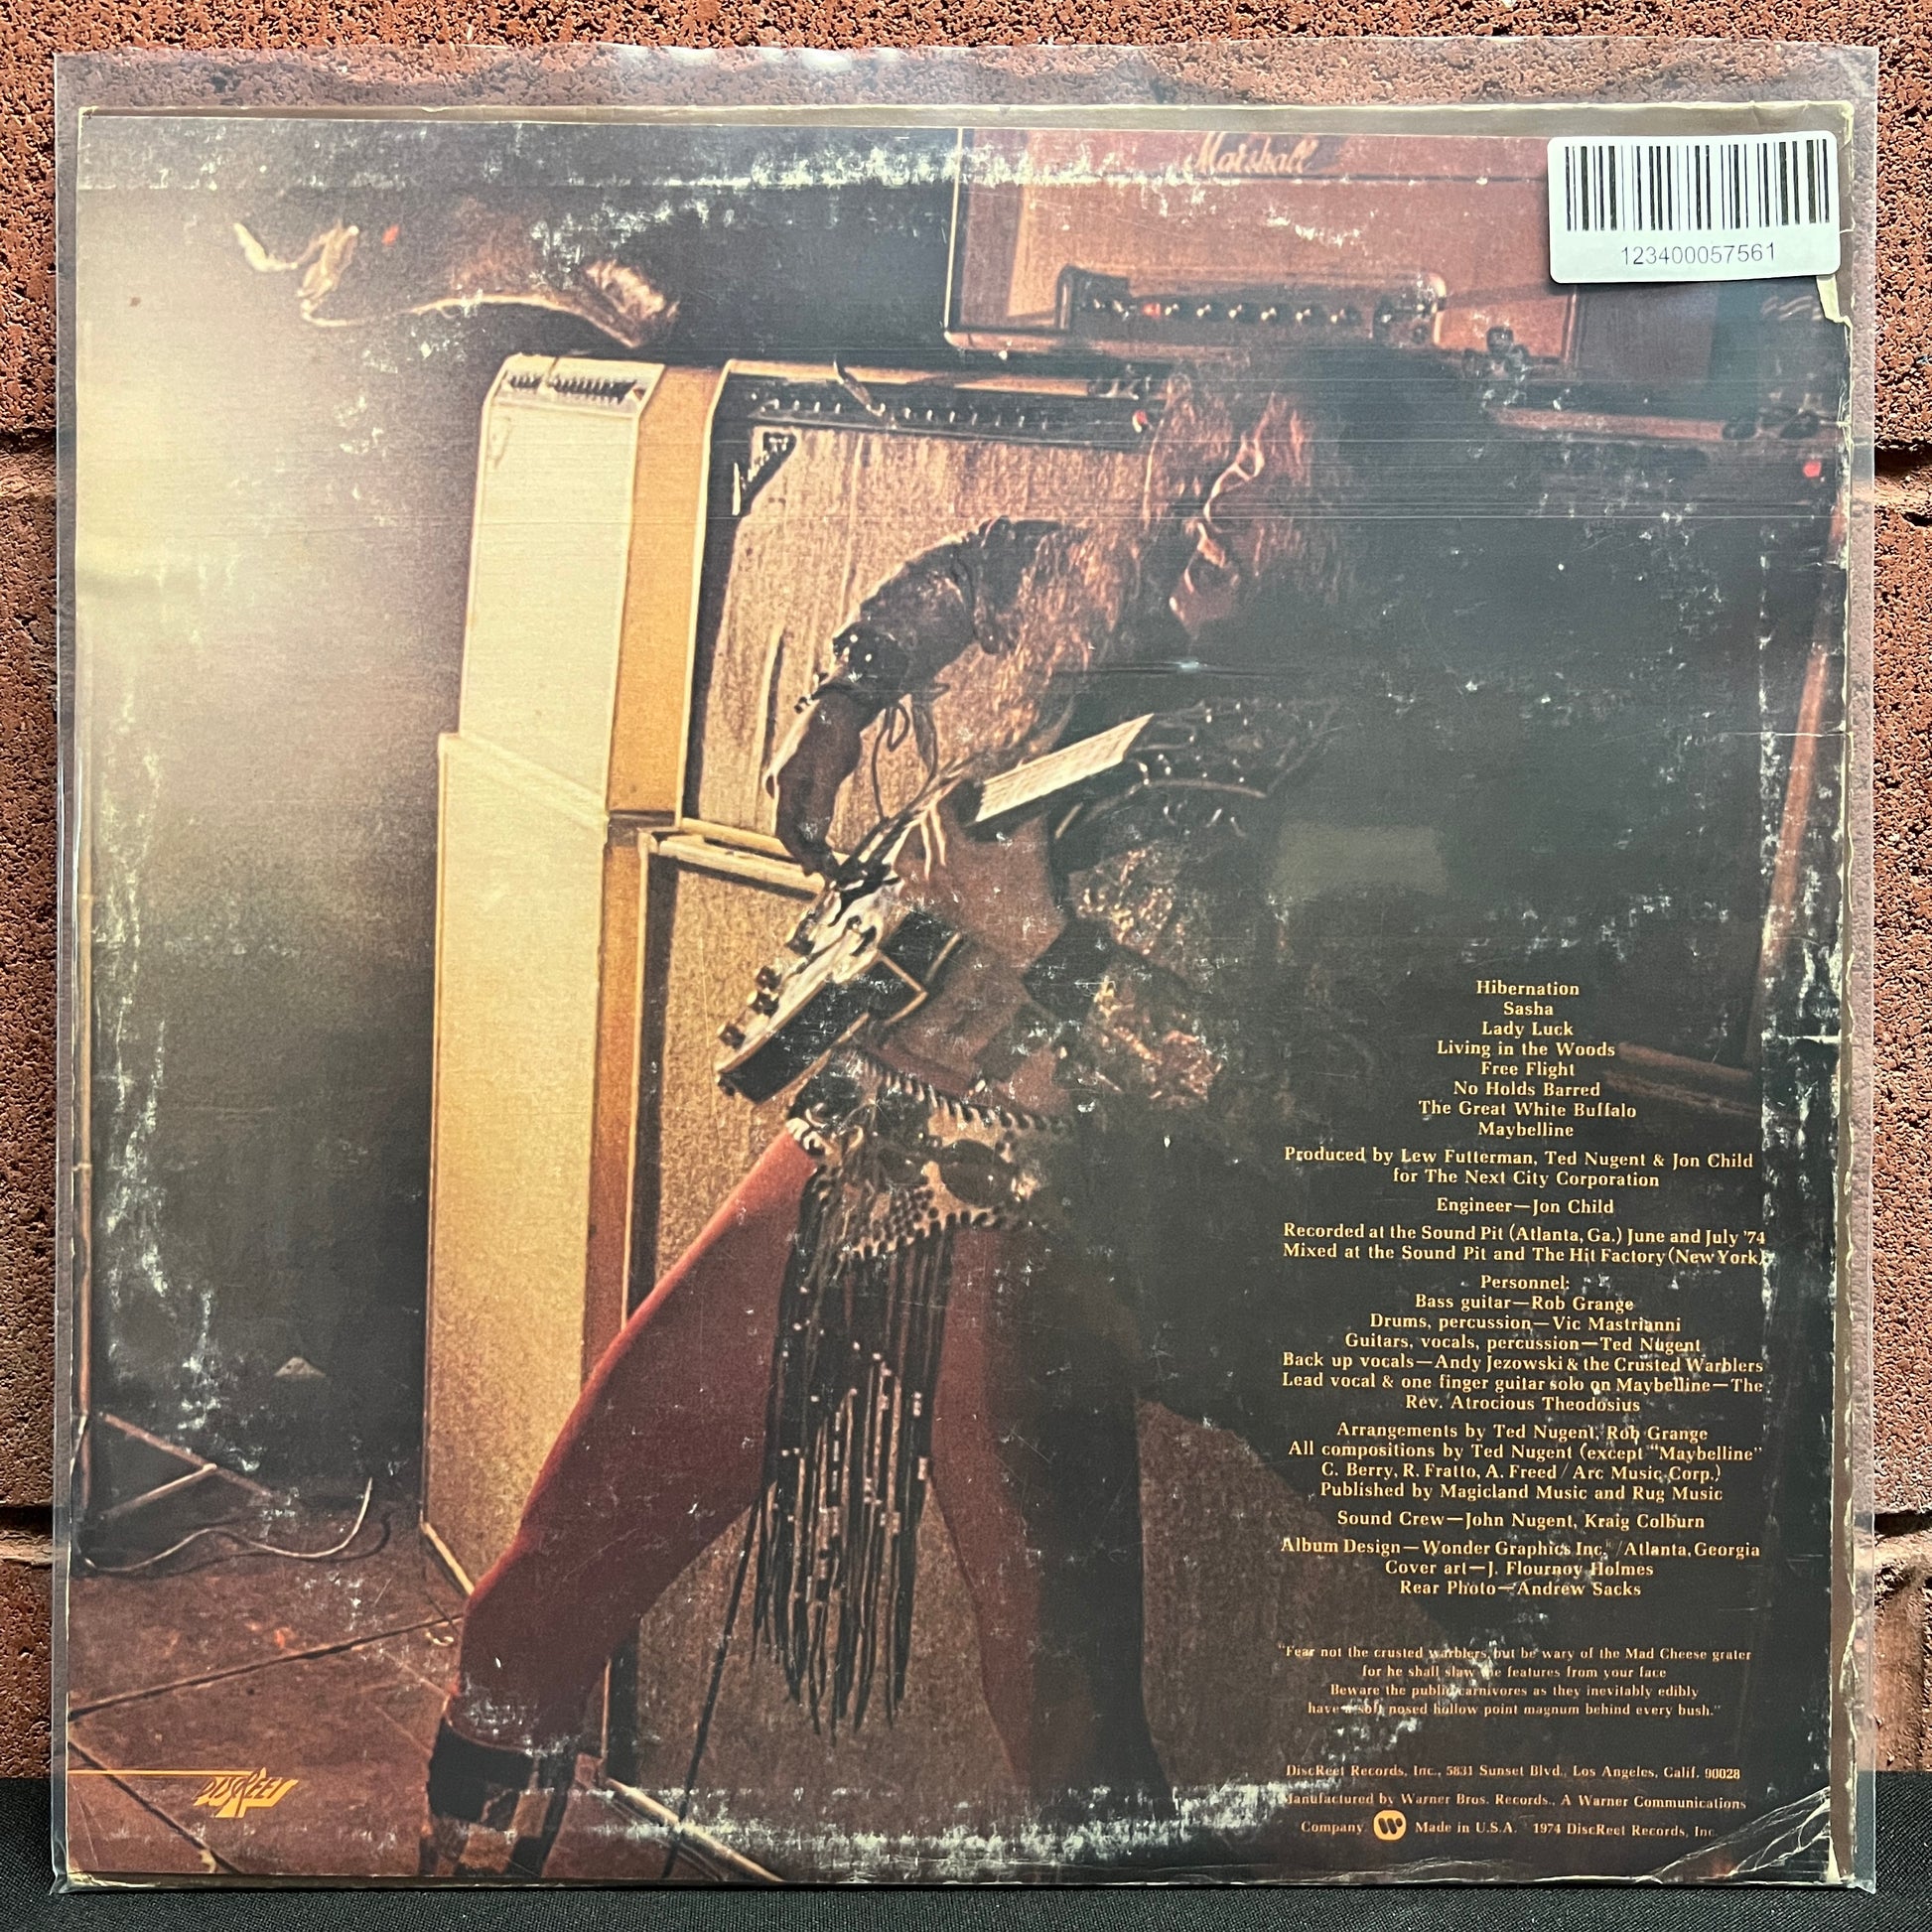 Marshall
123400057561
Fender
Hibernation
Sasha
Lady Luck
Living in the Woods
Free Flight
No Holds Barred
The Great White Buffalo
Maybelline
Produced by Lew Futterman, Ted Nugent & Jon Child
for The Next City Corporation
Engineer—Jon Child
Recorded at the Sound Pit (Atlanta, Ga.) June and July '74
Mixed at the Sound Pit and The Hit Factory (New York)
Personnel:
Bass guitar—Rob Grange
Drums, percussion—Vic Mastrianni
Guitars, vocals, percussion—Ted Nugent
Back up vocals—Andy Jezowski & the Crusted Warblers
Lead vocal & one finger guitar solo on Maybelline—The
Rev. Atrocious Theodosius
Arrangements by Ted Nugent, Rob Grange
All compositions by Ted Nugent (except "Maybelline"
C. Berry, R. Fratto, A. Freed / Arc Music Corp.)
Published by Magicland Music and Rug Music
Sound Crew—John Nugent, Kraig Colburn
Album Design—Wonder Graphics Inc. / Atlanta, Georgia
Cover art—J. Flournoy Holmes
Rear Photo—Andrew Sacks
"Fear not the crusted warblers but be wary of the Mad Cheese grater
for he shall slaw the features from your face
Beware the public carnivores as they inevitably edibly
have a soft nosed hollow point magnum behind every bush."
DISCREET
DiscReet Records, Inc., 5831 Sunset Blvd., Los Angeles, Calif. 90028
Manufactured by Warner Bros. Records., A Warner Communications
Company W Made in U.S.A. 1974 DiscReet Records, Inc.